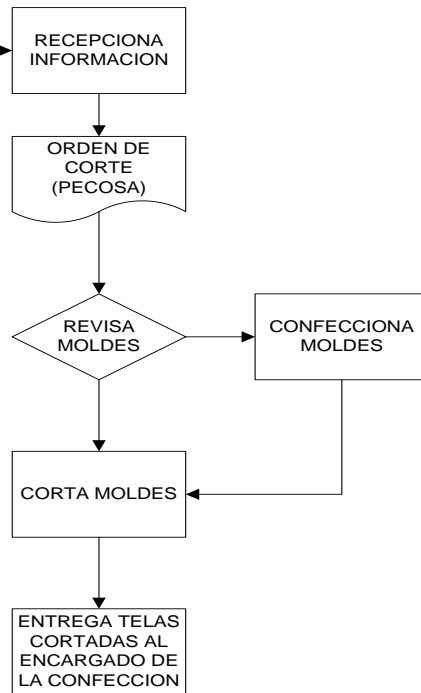 RECEPCIONA
INFORMACION
ORDEN DE
CORTE
(PECOSA)
REVISA
MOLDES
CONFECCIONA
MOLDES
CORTA MOLDES
ENTREGA TELAS
CORTADAS AL
ENCARGADO DE
LA CONFECCION